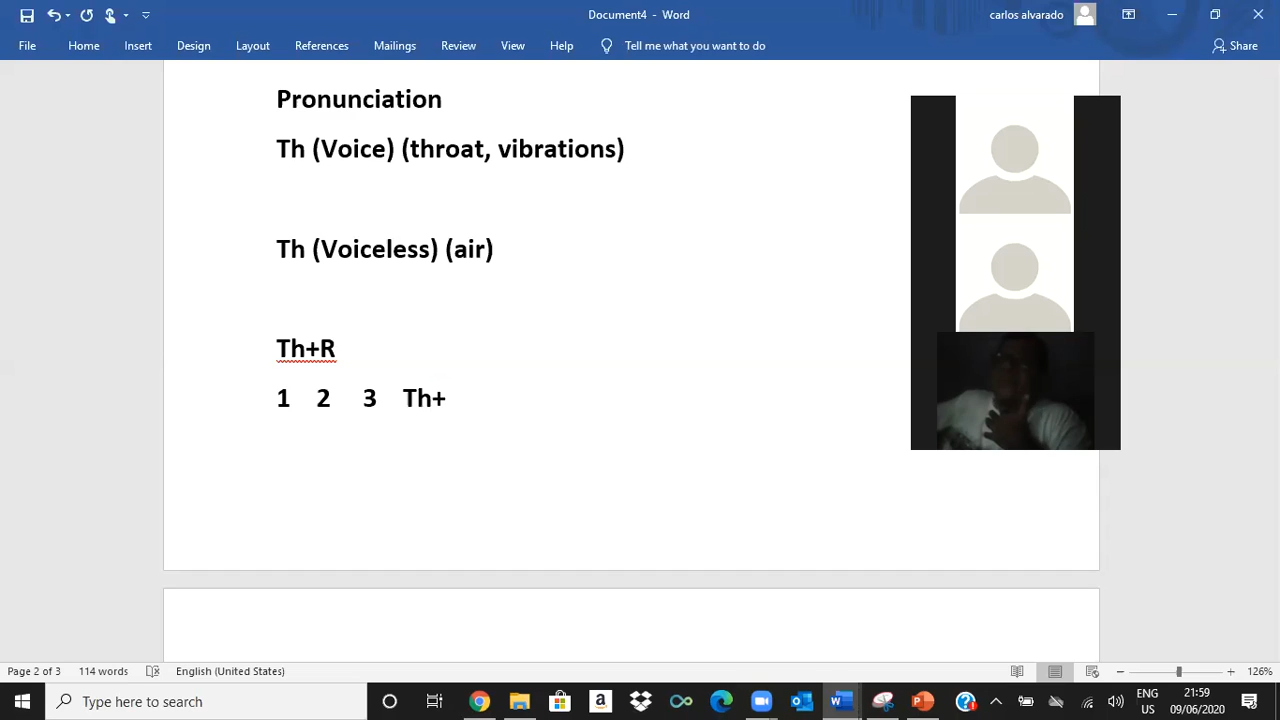 Document4 - Word
carlos alvarado
File Home Insert Design Layout References Mailings Review View Help Tell me what you want to do Share
Pronunciation
Th (Voice) (throat, vibrations)
Th (Voiceless) (air)
Th+R
1 2 3 Th+
Page 2 of 3 114 words English (United States) 126%
Type here to search
ENG
US
21:59
09/06/2020